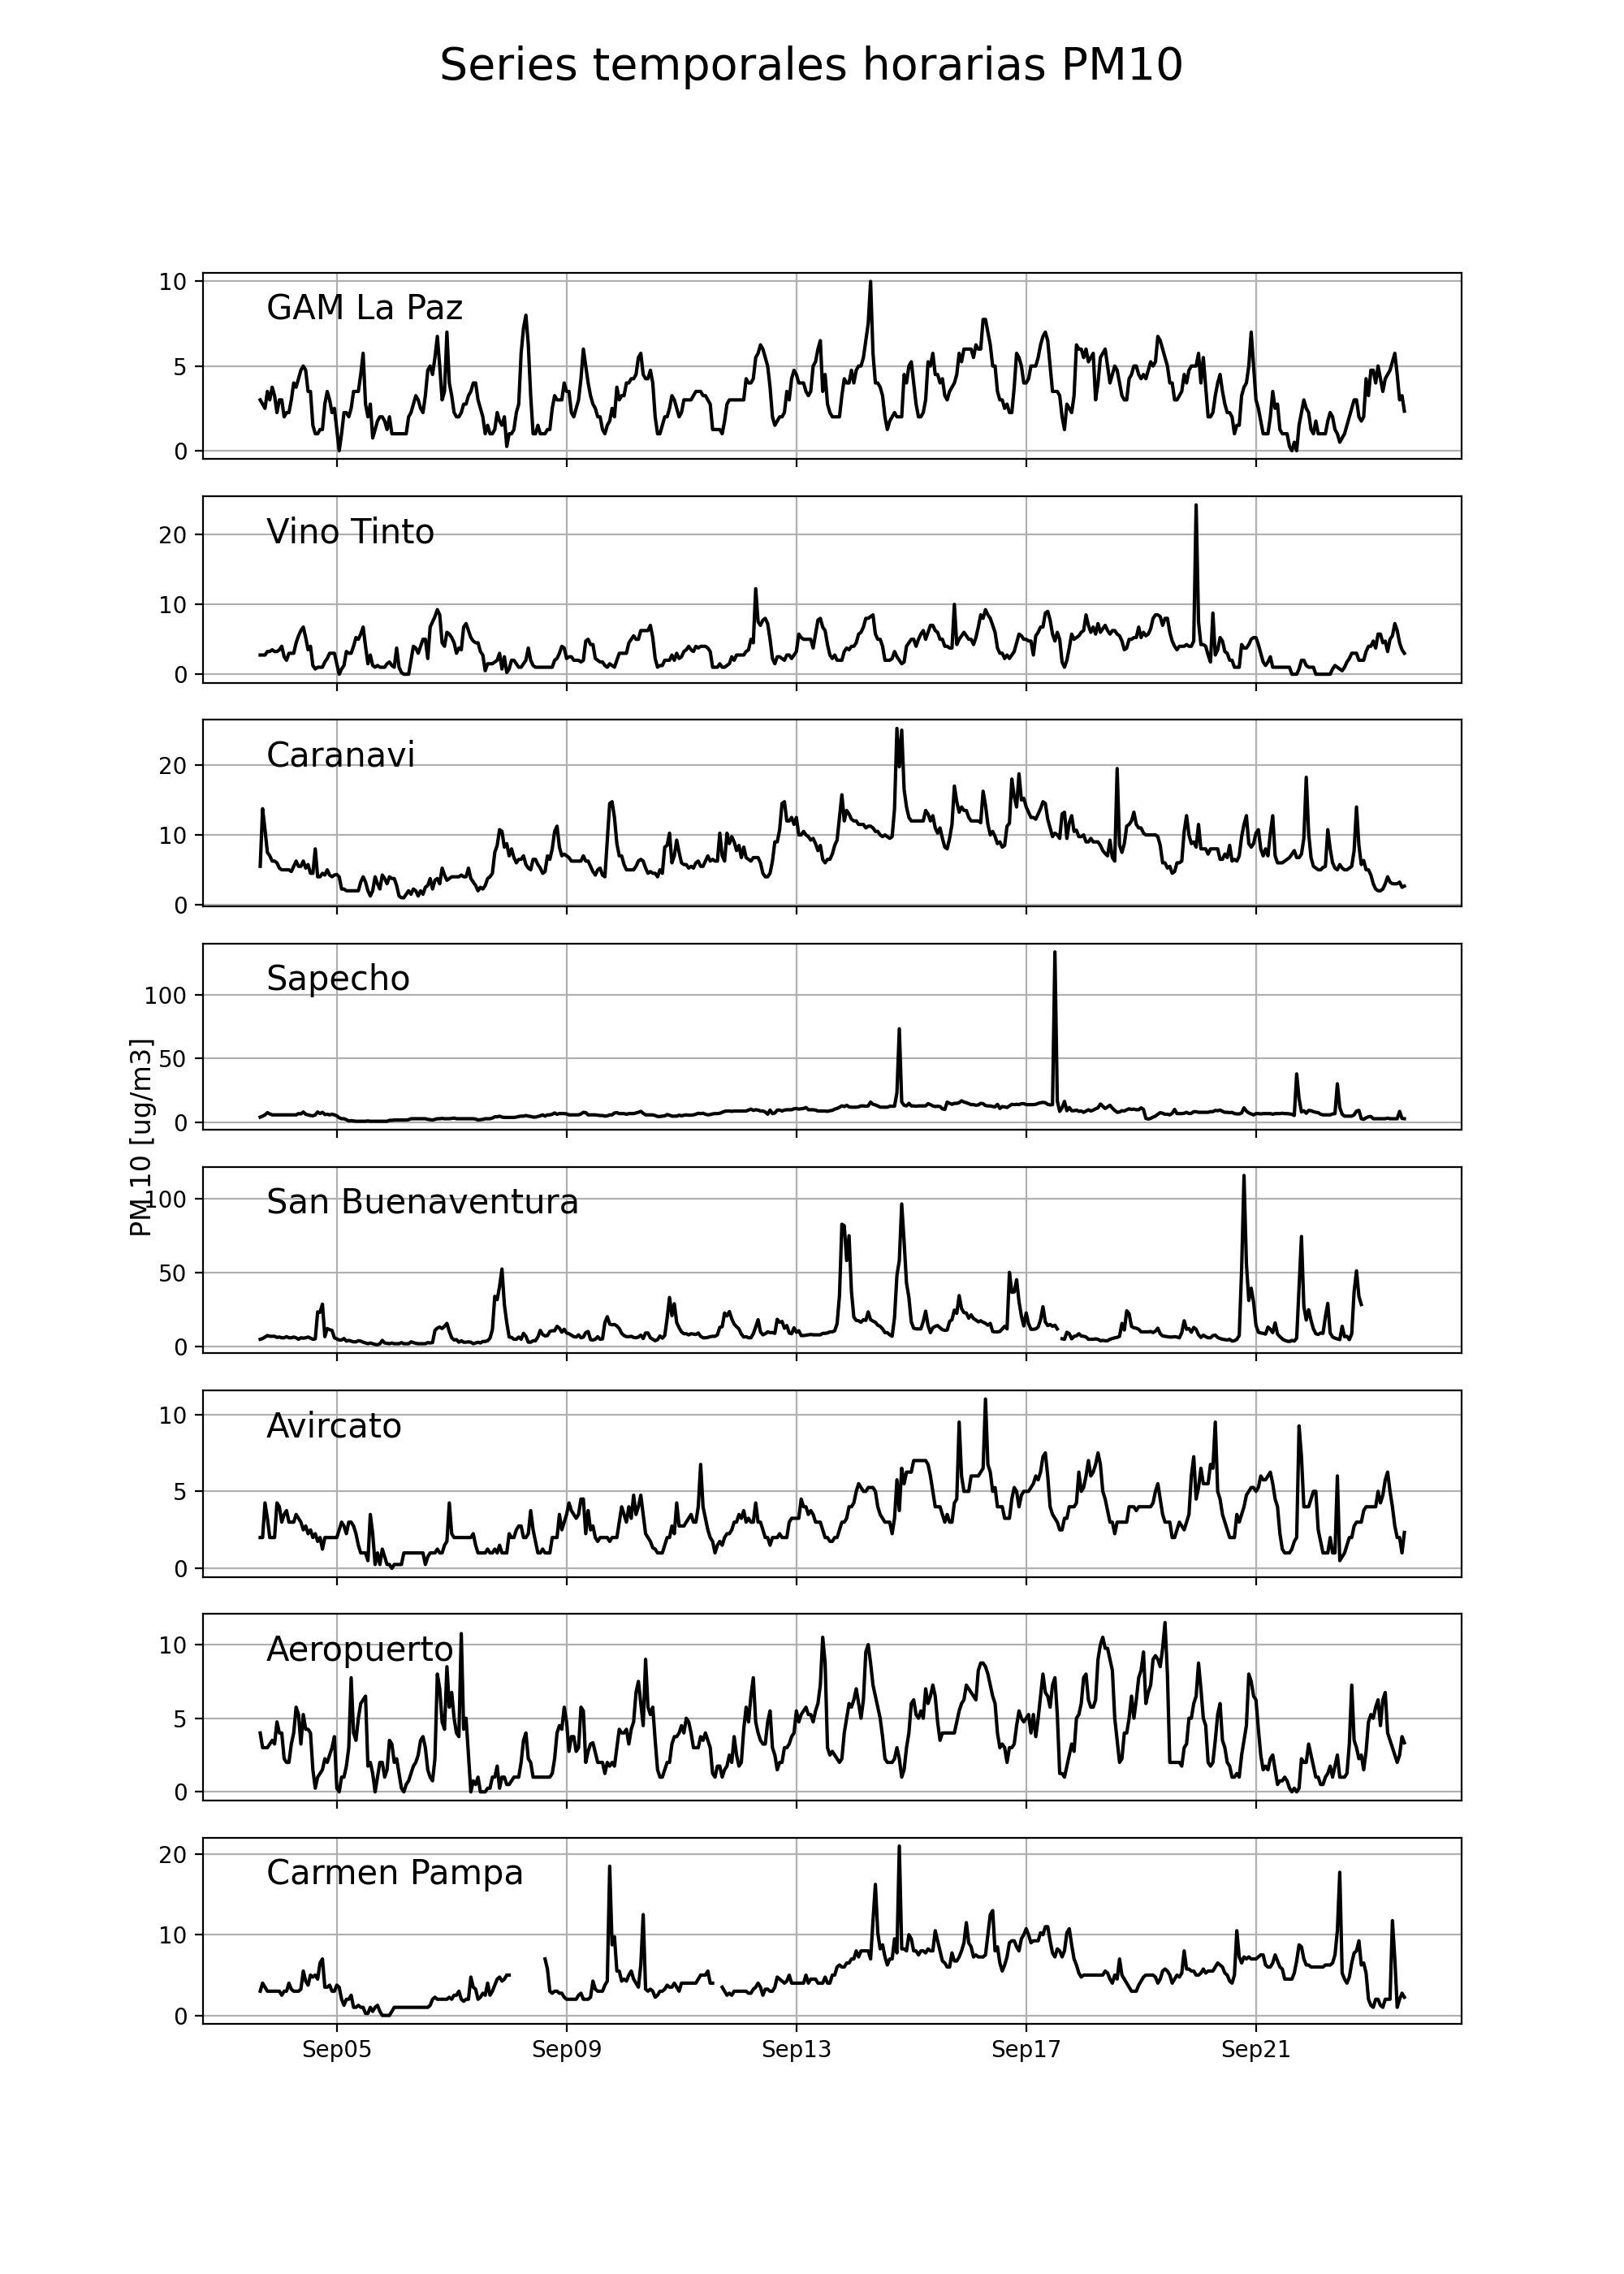 Series temporales horarias PM10
10
GAM La Paz
5
0
Vino Tinto
20
10
0
Caranavi
20
10
0
Sapecho
100
50
0
PM 10 [ug/m3]
San Buenaventura
100
50
0
10
Avircato
5
0
10
Aeropuerto
5
0
20
Carmen Pampa
10
0
Sep05 Sep09 Sep13 Sep17 Sep21